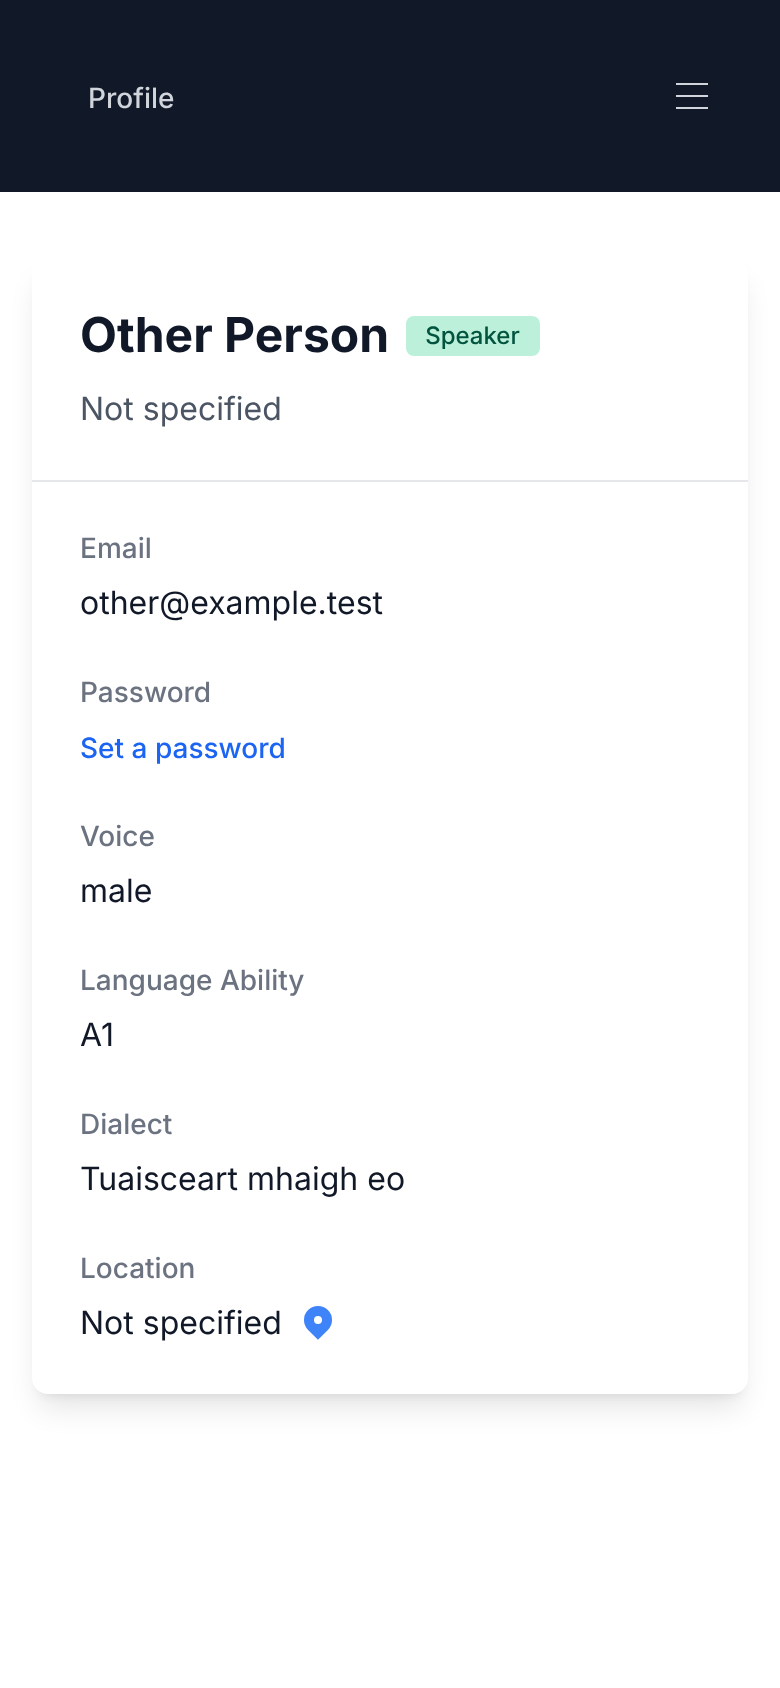 Profile
Other Person Speaker
Not specified
Email
other@example.test
Password
Set a password
Voice
male
Language Ability
A1
Dialect
Tuaisceart mhaigh eo
Location
Not specified